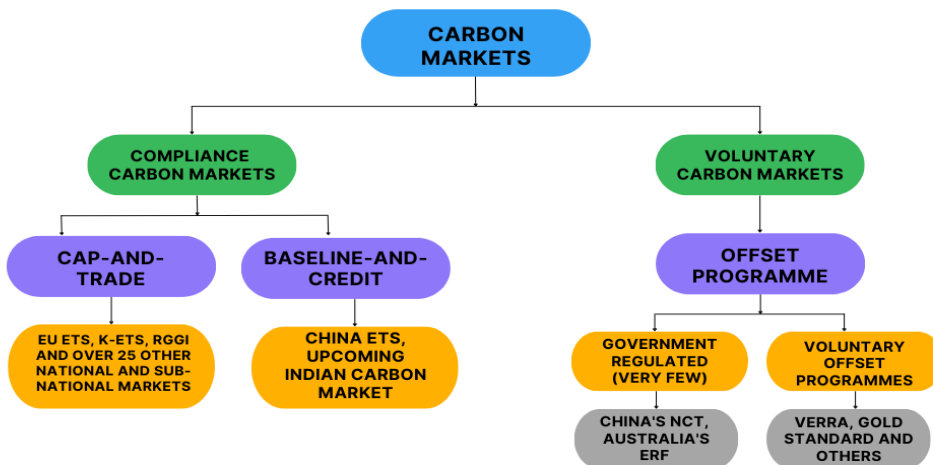 CARBON
MARKETS
COMPLIANCE
CARBON MARKETS
VOLUNTARY
CARBON MARKETS
CAP-AND-
TRADE
BASELINE-AND-
CREDIT
OFFSET
PROGRAMME
EU ETS, K-ETS, RGGI
AND OVER 25 OTHER
NATIONAL AND SUB-
NATIONAL MARKETS
CHINA ETS,
UPCOMING
INDIAN CARBON
MARKET
GOVERNMENT
REGULATED
(VERY FEW)
VOLUNTARY
OFFSET
PROGRAMMES
CHINA'S NCT,
AUSTRALIA'S
ERF
VERRA, GOLD
STANDARD AND
OTHERS